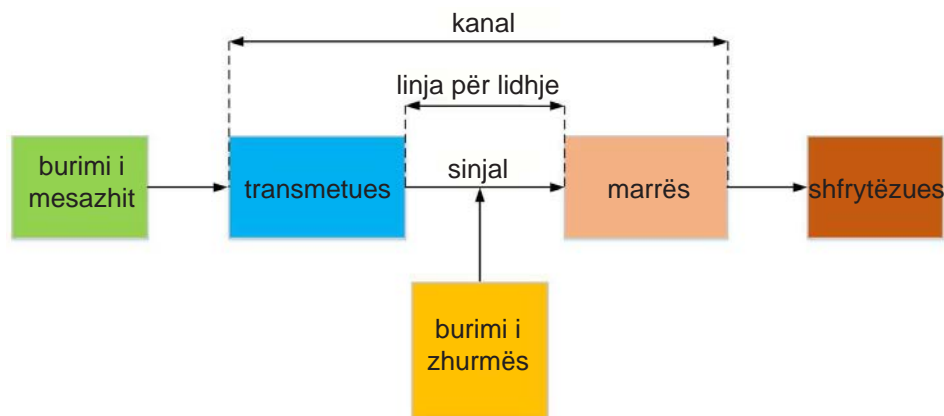 kanal
linja për lidhje
burimi i
mesazhit
transmetues
sinjal
marrës
shfrytëzues
burimi i
zhurmës